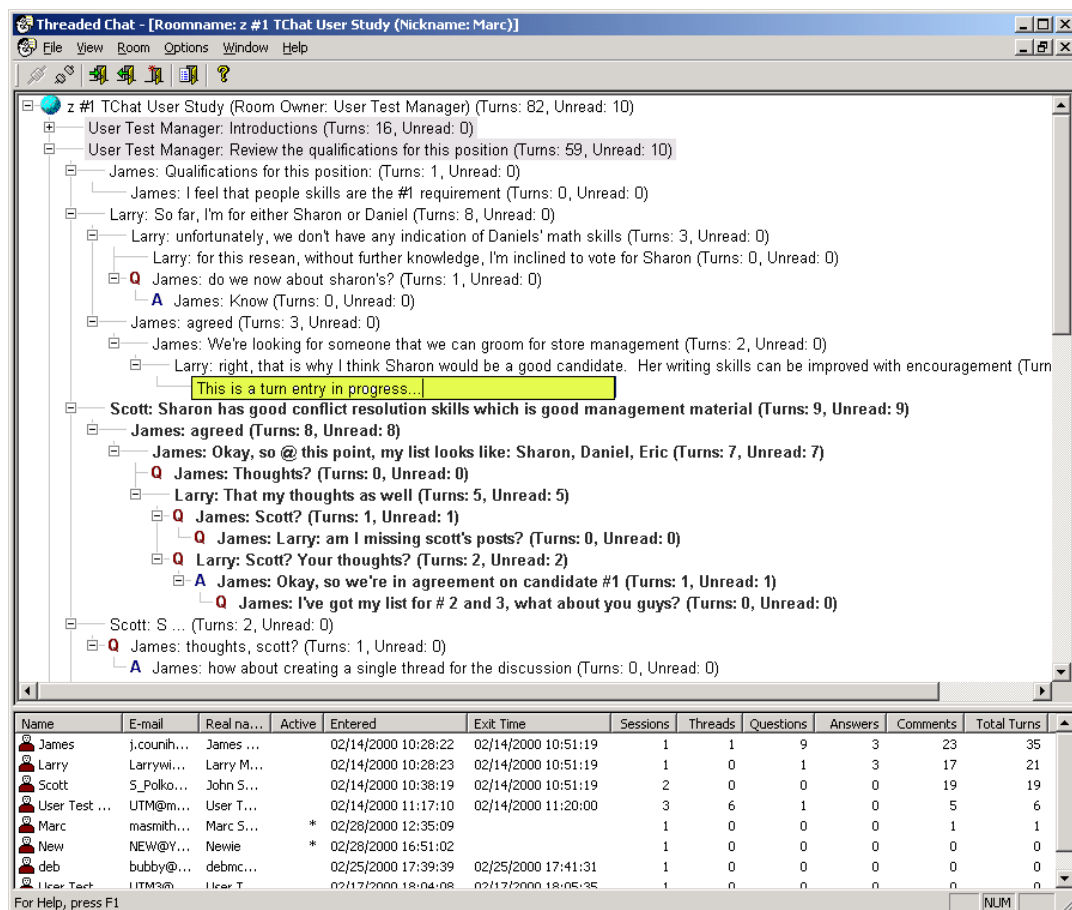 Threaded Chat - [Roomname: z #1 TChat User Study (Nickname: Marc)]
File View Room Options Window Help
z #1 TChat User Study (Room Owner: User Test Manager) (Turns: 82, Unread: 10)
User Test Manager: Introductions (Turns: 16, Unread: 0)
User Test Manager: Review the qualifications for this position (Turns: 59, Unread: 10)
James: Qualifications for this position: (Turns: 1, Unread: 0)
James: I feel that people skills are the #1 requirement (Turns: 0, Unread: 0)
Larry: So far, I'm for either Sharon or Daniel (Turns: 8, Unread: 0)
Larry: unfortunately, we don't have any indication of Daniels' math skills (Turns: 3, Unread: 0)
Larry: for this resean, without further knowledge, I'm inclined to vote for Sharon (Turns: 0, Unread: 0)
Q James: do we now about sharon's? (Turns: 1, Unread: 0)
A James: Know (Turns: 0, Unread: 0)
James: agreed (Turns: 3, Unread: 0)
James: We're looking for someone that we can groom for store management (Turns: 2, Unread: 0)
Larry: right, that is why I think Sharon would be a good candidate. Her writing skills can be improved with encouragement (Turn
This is a turn entry in progress...
Scott: Sharon has good conflict resolution skills which is good management material (Turns: 9, Unread: 9)
James: agreed (Turns: 8, Unread: 8)
James: Okay, so @ this point, my list looks like: Sharon, Daniel, Eric (Turns: 7, Unread: 7)
Q James: Thoughts? (Turns: 0, Unread: 0)
Larry: That my thoughts as well (Turns: 5, Unread: 5)
Q James: Scott? (Turns: 1, Unread: 1)
Q James: Larry: am I missing scott's posts? (Turns: 0, Unread: 0)
Q Larry: Scott? Your thoughts? (Turns: 2, Unread: 2)
A James: Okay, so we're in agreement on candidate #1 (Turns: 1, Unread: 1)
Q James: I've got my list for # 2 and 3, what about you guys? (Turns: 0, Unread: 0)
Scott: S ... (Turns: 2, Unread: 0)
Q James: thoughts, scott? (Turns: 1, Unread: 0)
A James: how about creating a single thread for the discussion (Turns: 0, Unread: 0)
Name E-mail Real na... Active Entered Exit Time Sessions Threads Questions Answers Comments Total Turns
James j.counih... James ... 02/14/2000 10:28:22 02/14/2000 10:51:19 1 1 9 3 23 35
Larry Larrywi... Larry M... 02/14/2000 10:28:23 02/14/2000 10:51:19 1 0 1 3 17 21
Scott S_Polko... John S... 02/14/2000 10:38:19 02/14/2000 10:51:19 2 0 0 0 19 19
User Test ... UTM@m... User T... 02/14/2000 11:17:10 02/14/2000 11:20:00 3 6 1 0 5 6
Marc masmith... Marc S... * 02/28/2000 12:35:09 1 0 0 0 1 1
New NEW@Y... Newie * 02/28/2000 16:51:02 1 0 0 0 0 0
deb bubby@... debmc... 02/25/2000 17:39:39 02/25/2000 17:41:31 1 0 0 0 0 0
User Test UTM3@ User T 02/17/2000 18:04:08 02/17/2000 18:05:35 1 0 0 0 0 0
For Help, press F1 NUM